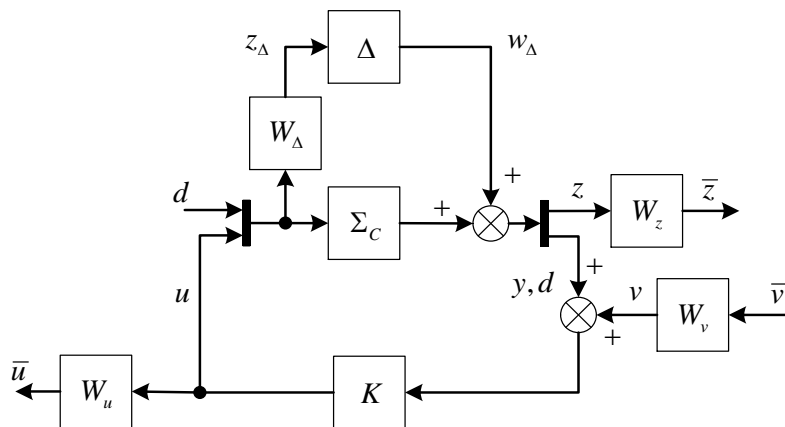 z_Δ Δ w_Δ
W_Δ
+
d z z̅
Σ_C + W_z
+
u y, d v v̅
W_v
+
u̅
W_u K